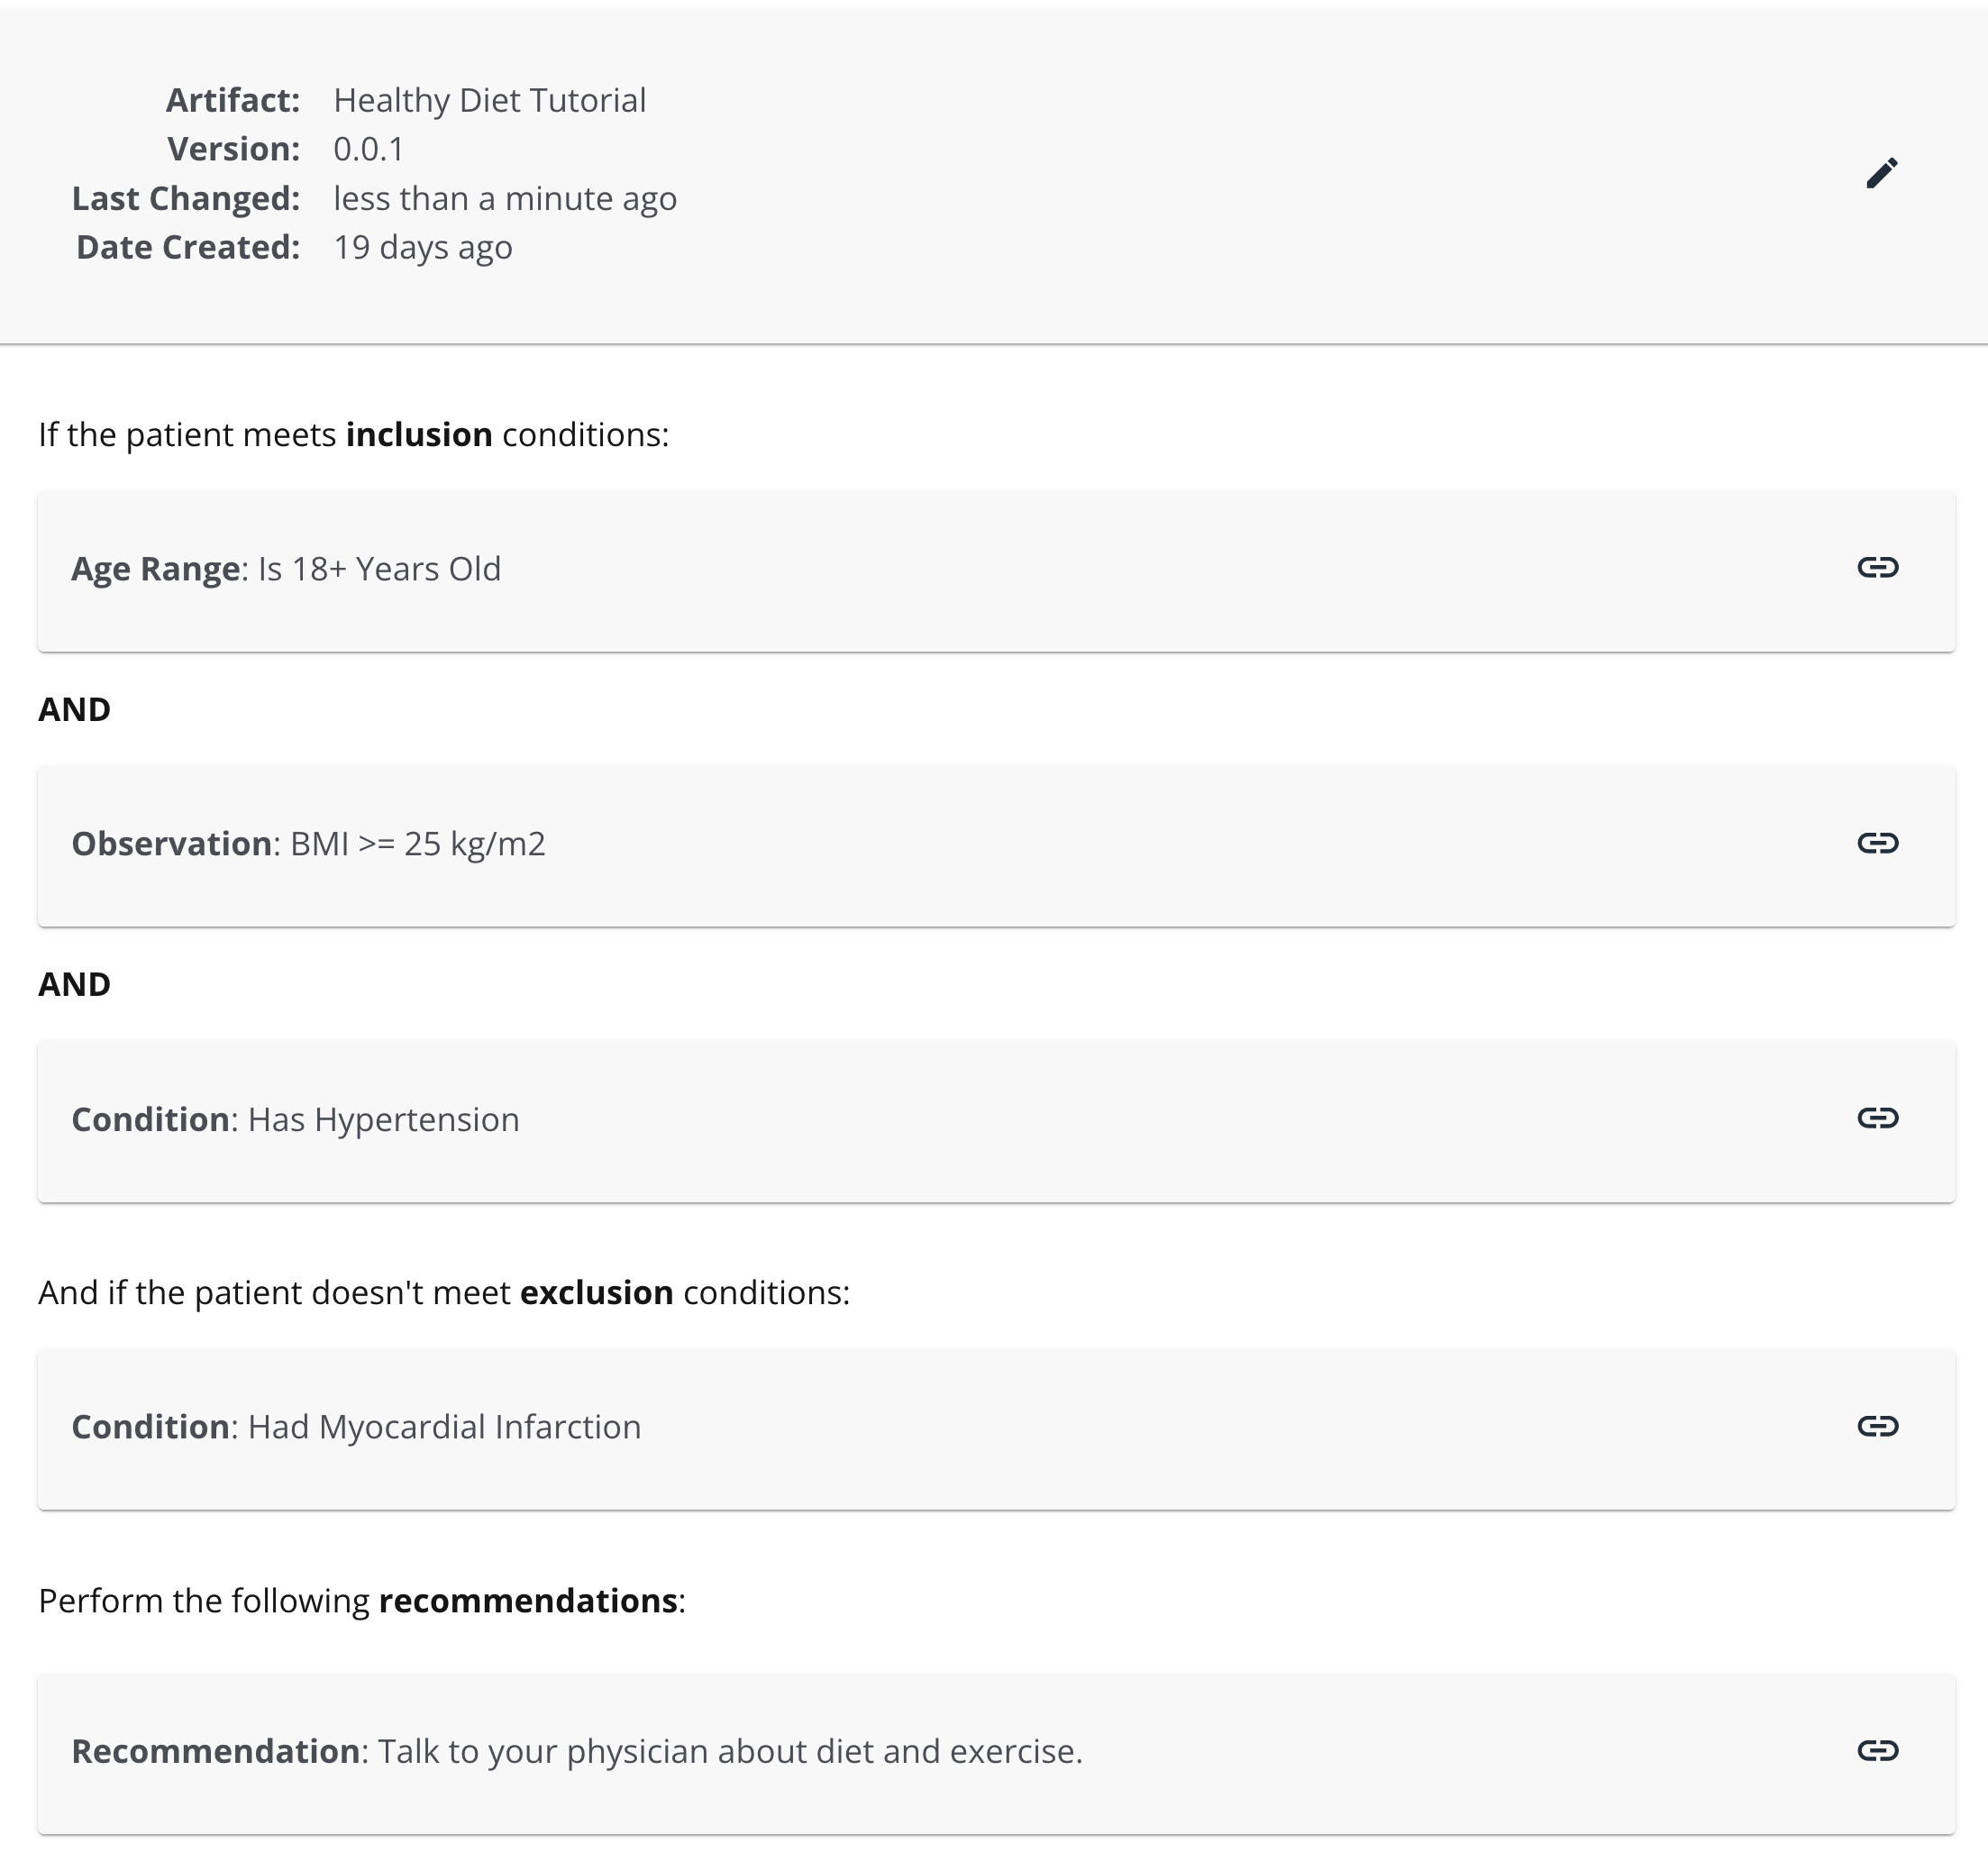 Artifact: Healthy Diet Tutorial
Version: 0.0.1
Last Changed: less than a minute ago
Date Created: 19 days ago
If the patient meets inclusion conditions:
Age Range: Is 18+ Years Old
AND
Observation: BMI >= 25 kg/m2
AND
Condition: Has Hypertension
And if the patient doesn't meet exclusion conditions:
Condition: Had Myocardial Infarction
Perform the following recommendations:
Recommendation: Talk to your physician about diet and exercise.